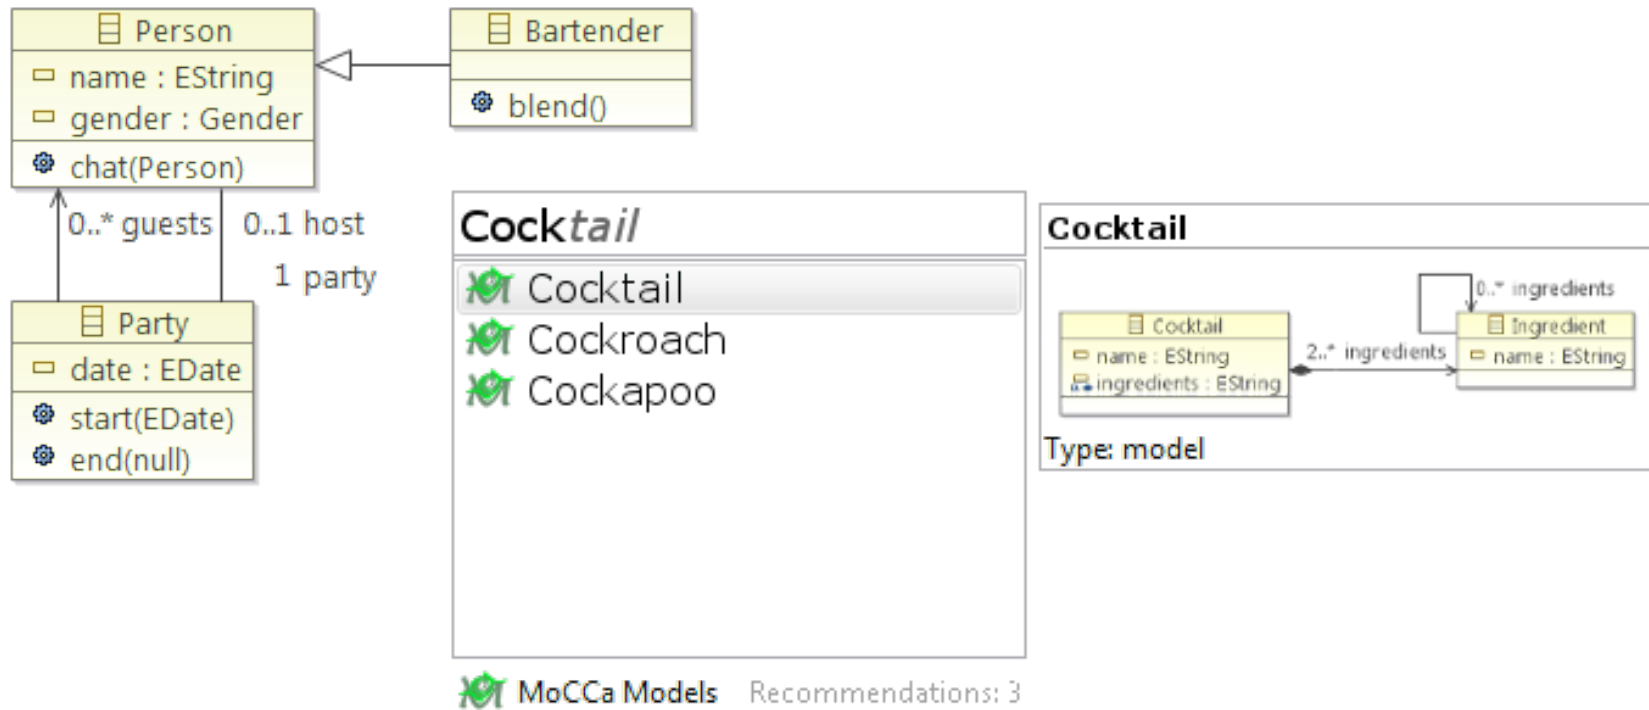 Person
name : EString
gender : Gender
chat(Person)
Bartender
blend()
0..* guests
0..1 host
1 party
Party
date : EDate
start(EDate)
end(null)
Cocktail
Cocktail
Cockroach
Cockapoo
MoCCa Models Recommendations: 3
Cocktail
0..* ingredients
Cocktail
name : EString
ingredients : EString
2..* ingredients
Ingredient
name : EString
Type: model